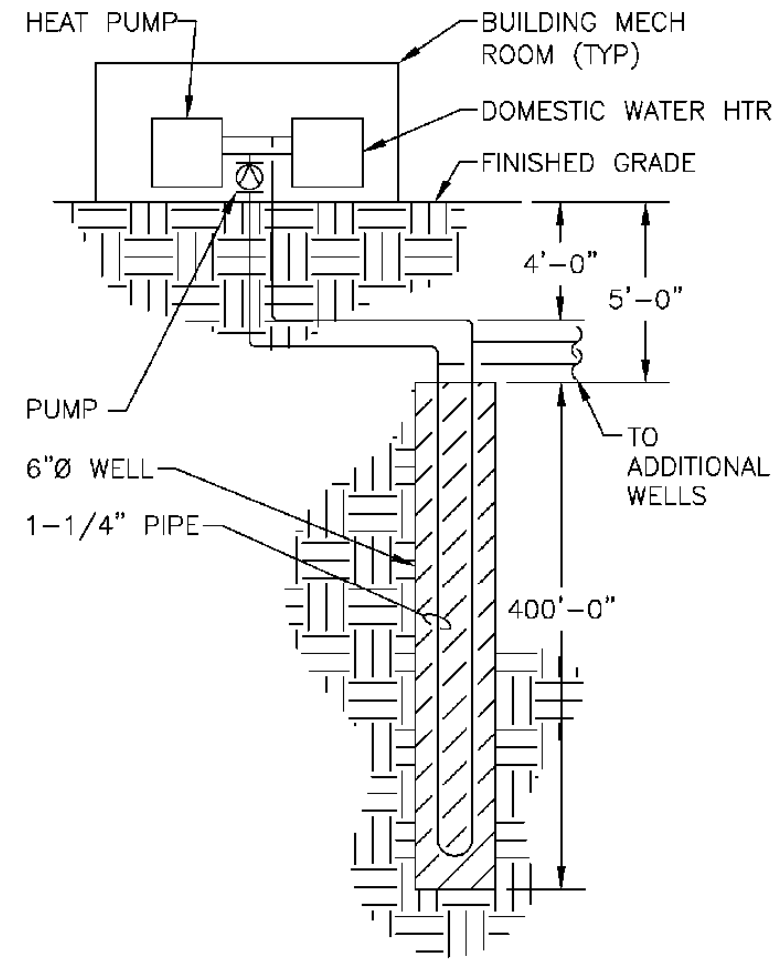 HEAT PUMP
BUILDING MECH
ROOM (TYP)
DOMESTIC WATER HTR
FINISHED GRADE
4'-0"
5'-0"
PUMP
TO
ADDITIONAL
WELLS
6"Ø WELL
1-1/4" PIPE
400'-0"